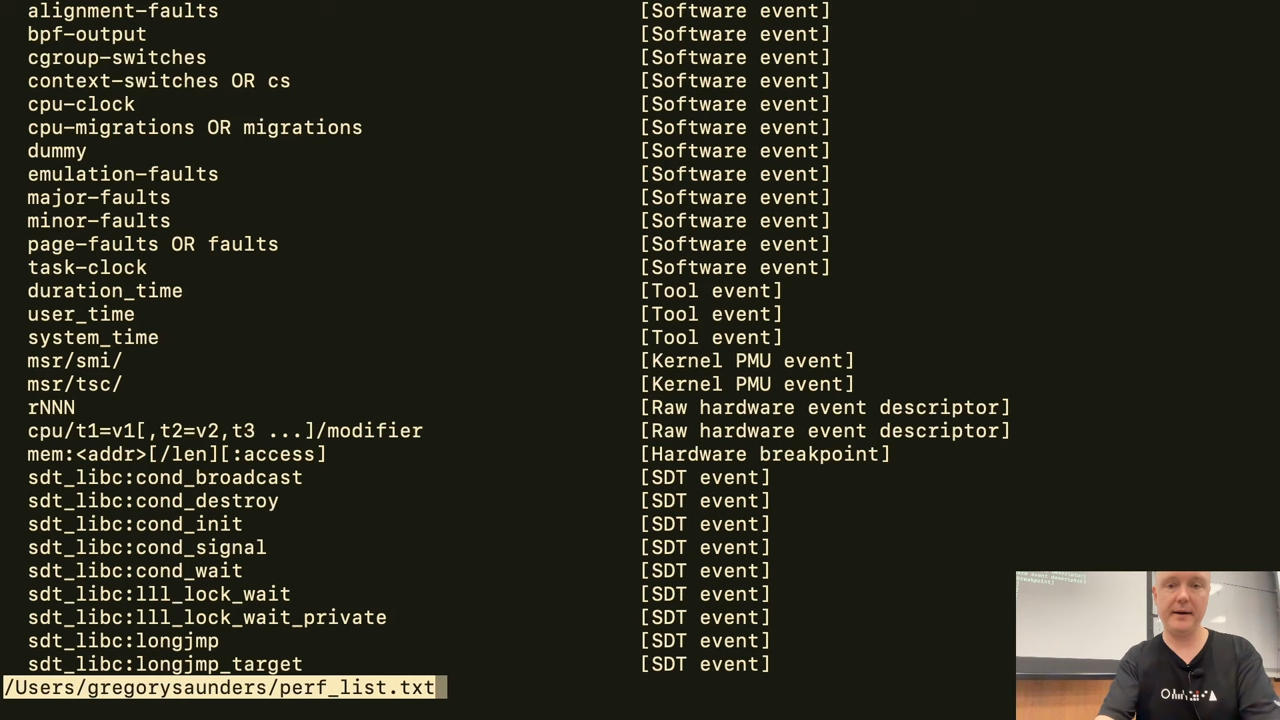 alignment-faults [Software event]
bpf-output [Software event]
cgroup-switches [Software event]
context-switches OR cs [Software event]
cpu-clock [Software event]
cpu-migrations OR migrations [Software event]
dummy [Software event]
emulation-faults [Software event]
major-faults [Software event]
minor-faults [Software event]
page-faults OR faults [Software event]
task-clock [Software event]
duration_time [Tool event]
user_time [Tool event]
system_time [Tool event]
msr/smi/ [Kernel PMU event]
msr/tsc/ [Kernel PMU event]
rNNN [Raw hardware event descriptor]
cpu/t1=v1[,t2=v2,t3 ...]/modifier [Raw hardware event descriptor]
mem:<addr>[/len][:access] [Hardware breakpoint]
sdt_libc:cond_broadcast [SDT event]
sdt_libc:cond_destroy [SDT event]
sdt_libc:cond_init [SDT event]
sdt_libc:cond_signal [SDT event]
sdt_libc:cond_wait [SDT event]
sdt_libc:lll_lock_wait [SDT event]
sdt_libc:lll_lock_wait_private [SDT event]
sdt_libc:longjmp [SDT event]
sdt_libc:longjmp_target [SDT event]
/Users/gregorysaunders/perf_list.txt